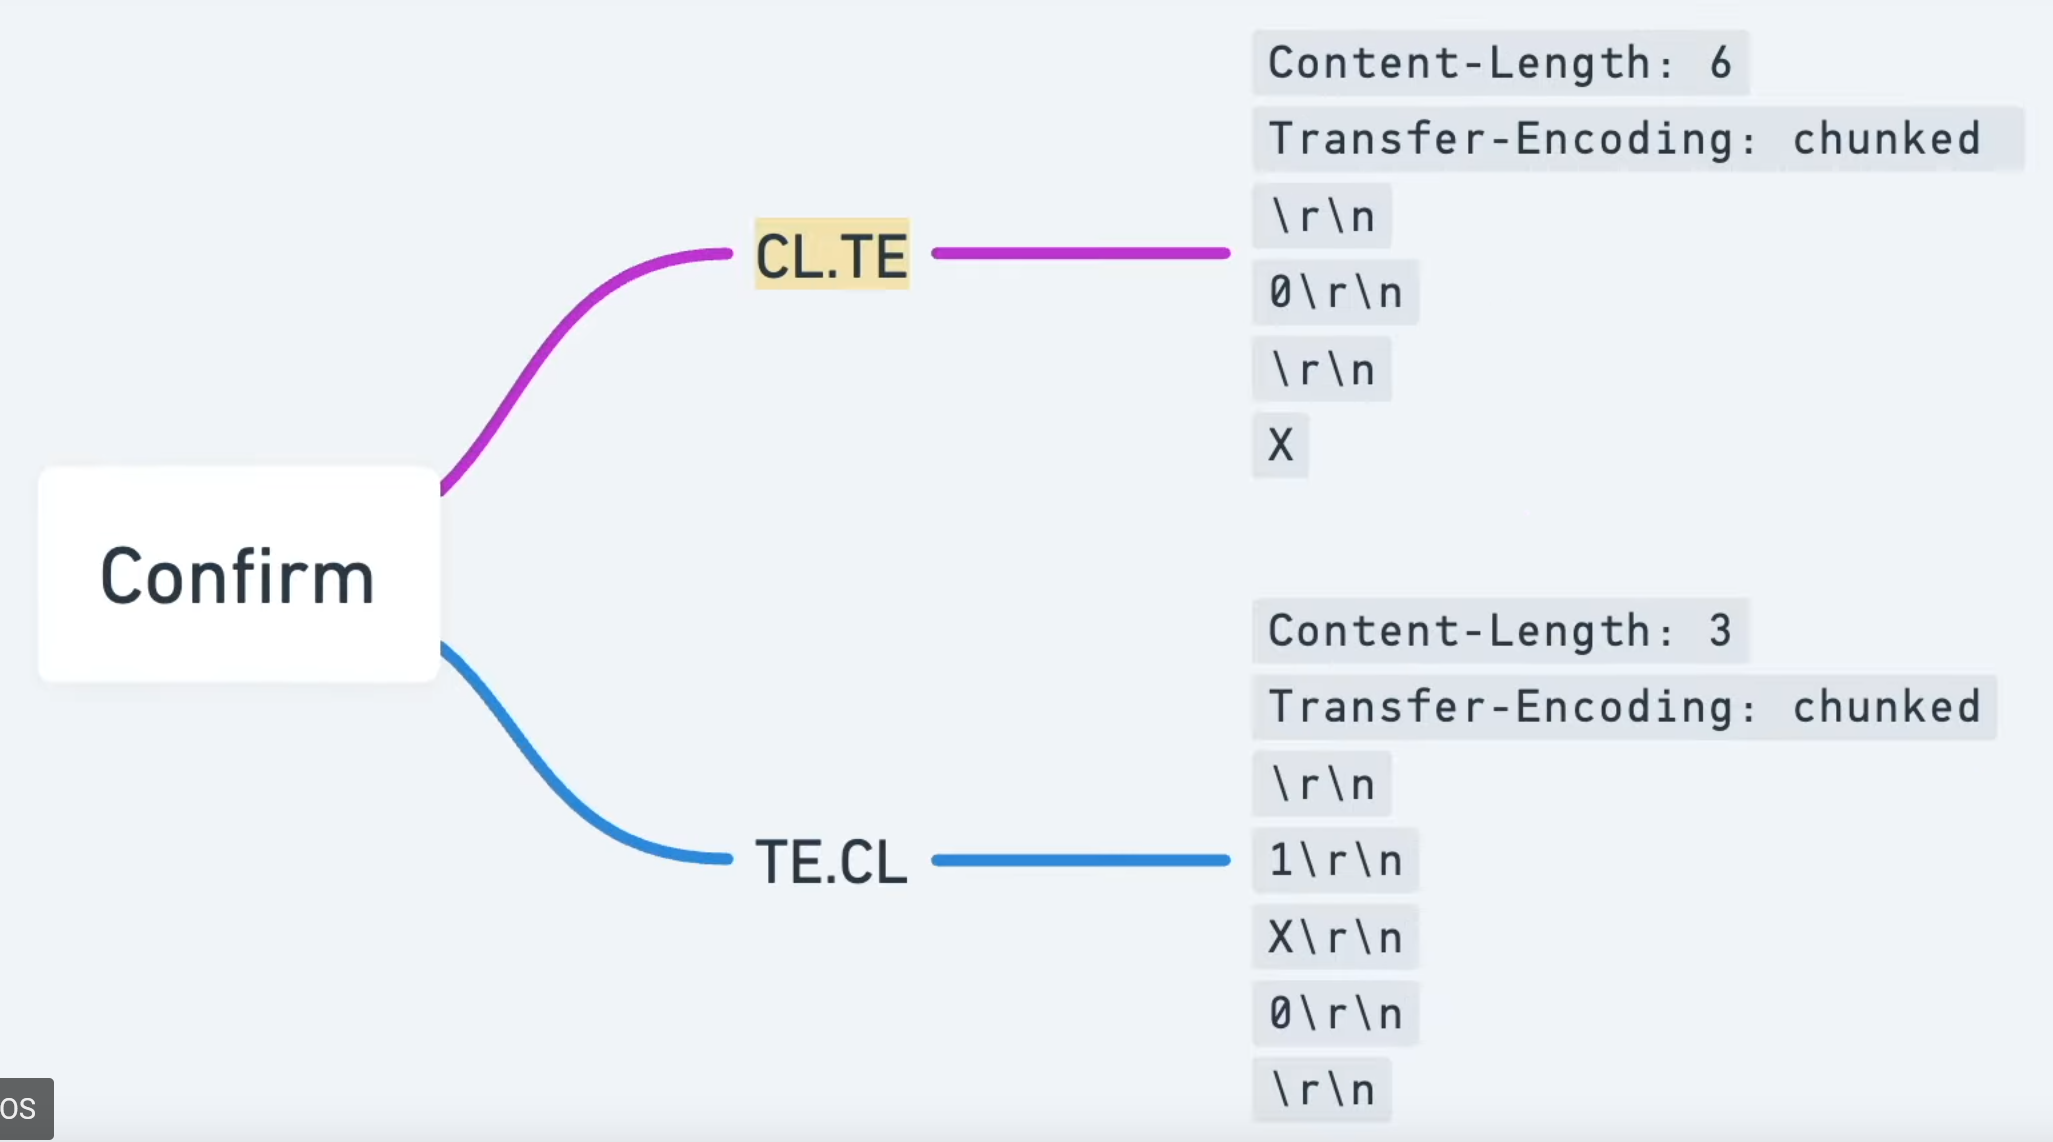 Confirm
CL.TE
Content-Length: 6
Transfer-Encoding: chunked
\r\n
0\r\n
\r\n
X
TE.CL
Content-Length: 3
Transfer-Encoding: chunked
\r\n
1\r\n
X\r\n
0\r\n
\r\n
OS